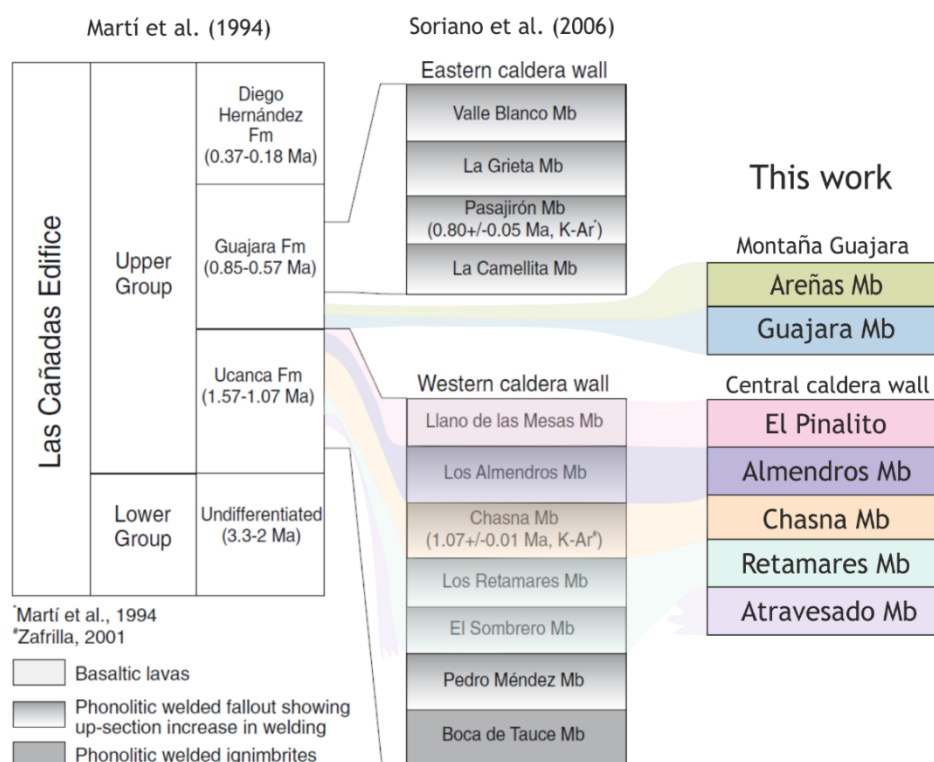 Martí et al. (1994)
Soriano et al. (2006)
This work
Las Cañadas Edifice
Upper
Group
Lower
Group
Diego
Hernández
Fm
(0.37-0.18 Ma)
Guajara Fm
(0.85-0.57 Ma)
Ucanca Fm
(1.57-1.07 Ma)
Undifferentiated
(3.3-2 Ma)
Eastern caldera wall
Valle Blanco Mb
La Grieta Mb
Pasajirón Mb
(0.80+/-0.05 Ma, K-Ar*)
La Camellita Mb
Western caldera wall
Llano de las Mesas Mb
Los Almendros Mb
Chasna Mb
(1.07+/-0.01 Ma, K-Ar#)
Los Retamares Mb
El Sombrero Mb
Pedro Méndez Mb
Boca de Tauce Mb
Montaña Guajara
Areñas Mb
Guajara Mb
Central caldera wall
El Pinalito
Almendros Mb
Chasna Mb
Retamares Mb
Atravesado Mb
*Martí et al., 1994
#Zafrilla, 2001
Basaltic lavas
Phonolitic welded fallout showing
up-section increase in welding
Phonolitic welded ignimbrites